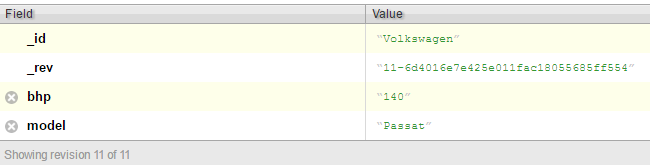 Field Value
_id "Volkswagen"
_rev "11-6d4016e7e425e011fac18055685ff554"
bhp "140"
model "Passat"
Showing revision 11 of 11